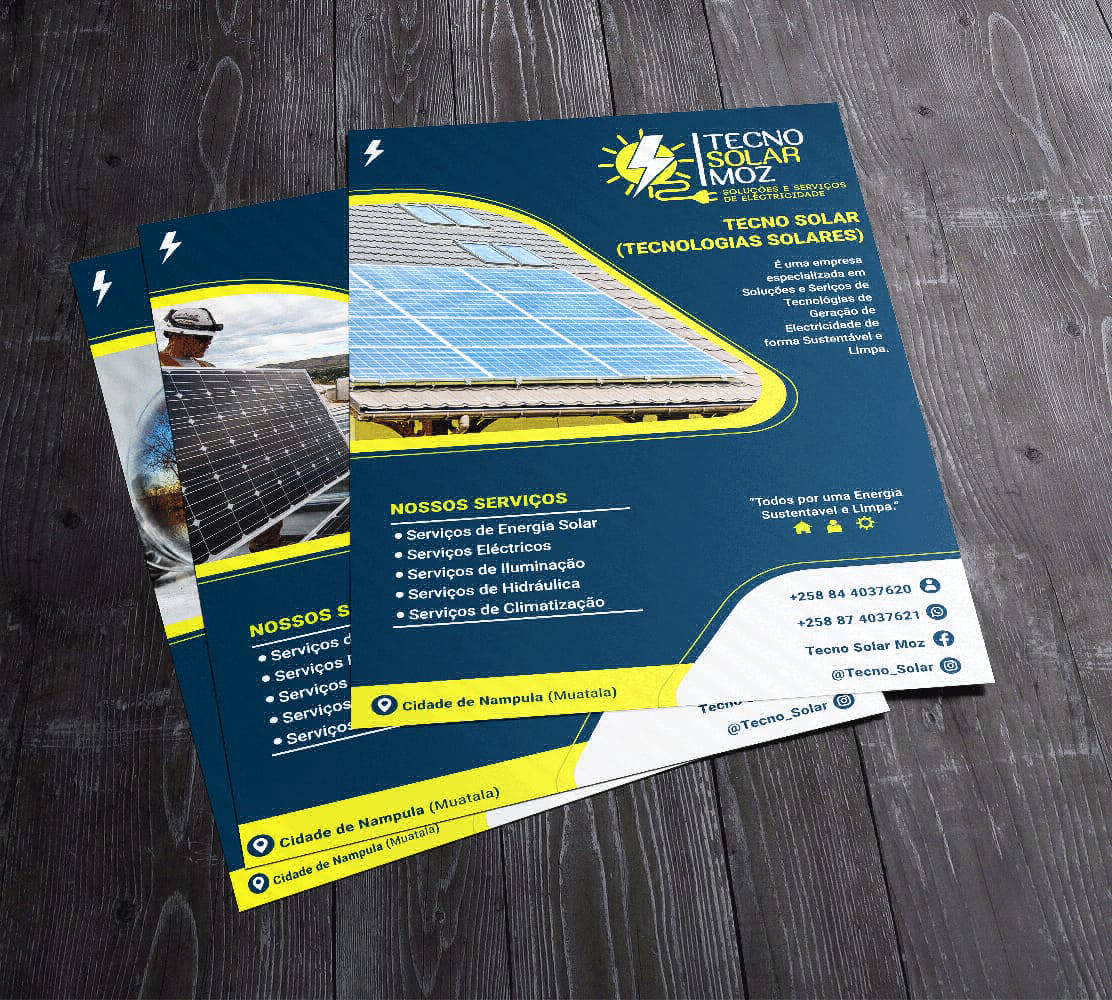 TECNO
SOLAR
MOZ
SOLUÇÕES E SERVIÇOS
DE ELECTRICIDADE
TECNO SOLAR
(TECNOLOGIAS SOLARES)
É uma empresa
especializada em
Soluções e Seriços de
Tecnológias de
Geração de
Electricidade de
forma Sustentável e
Limpa.
NOSSOS SERVIÇOS
• Serviços de Energia Solar
• Serviços Eléctricos
• Serviços de Iluminação
• Serviços de Hidráulica
• Serviços de Climatização
"Todos por uma Energia
Sustentavel e Limpa."
+258 84 4037620
+258 87 4037621
Tecno Solar Moz
@Tecno_Solar
Cidade de Nampula (Muatala)
NOSSOS S
• Serviços d
• Serviços
• Serviços
• Serviços
• Serviços
Tecno
@Tecno_Solar
Cidade de Nampula (Muatala)
Cidade de Nampula (Muatala)